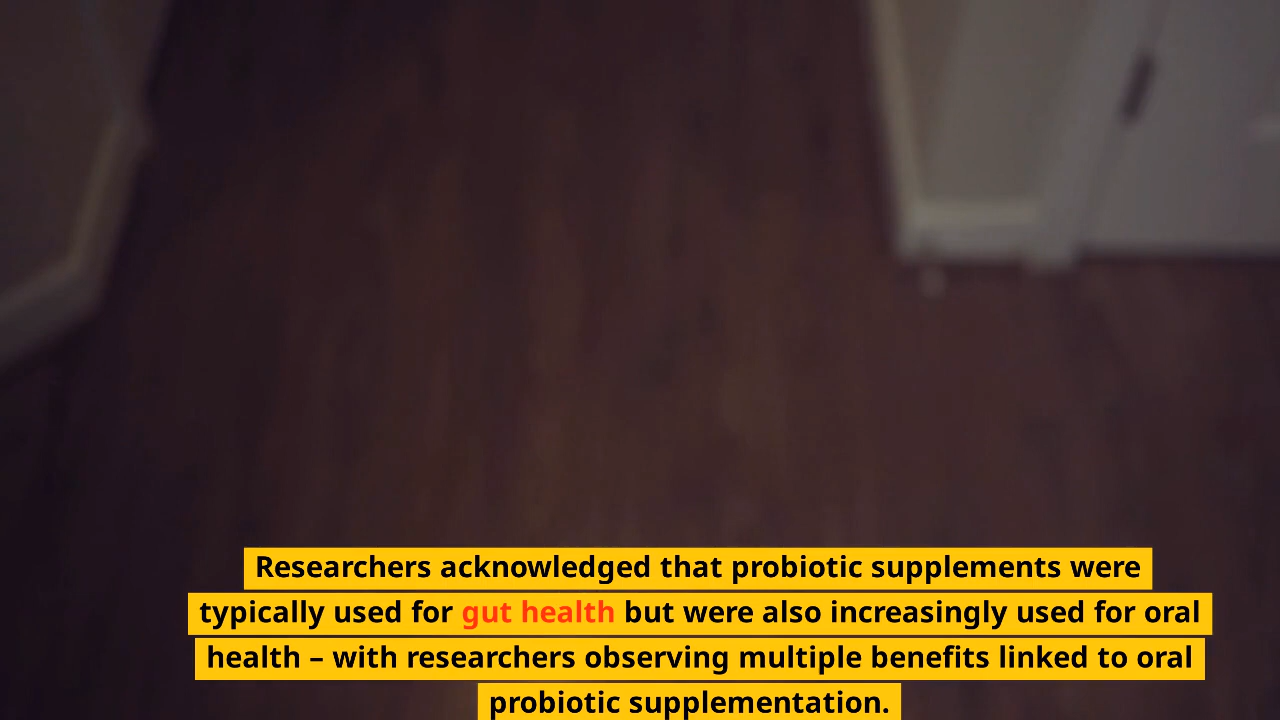 Researchers acknowledged that probiotic supplements were
typically used for gut health but were also increasingly used for oral
health – with researchers observing multiple benefits linked to oral
probiotic supplementation.